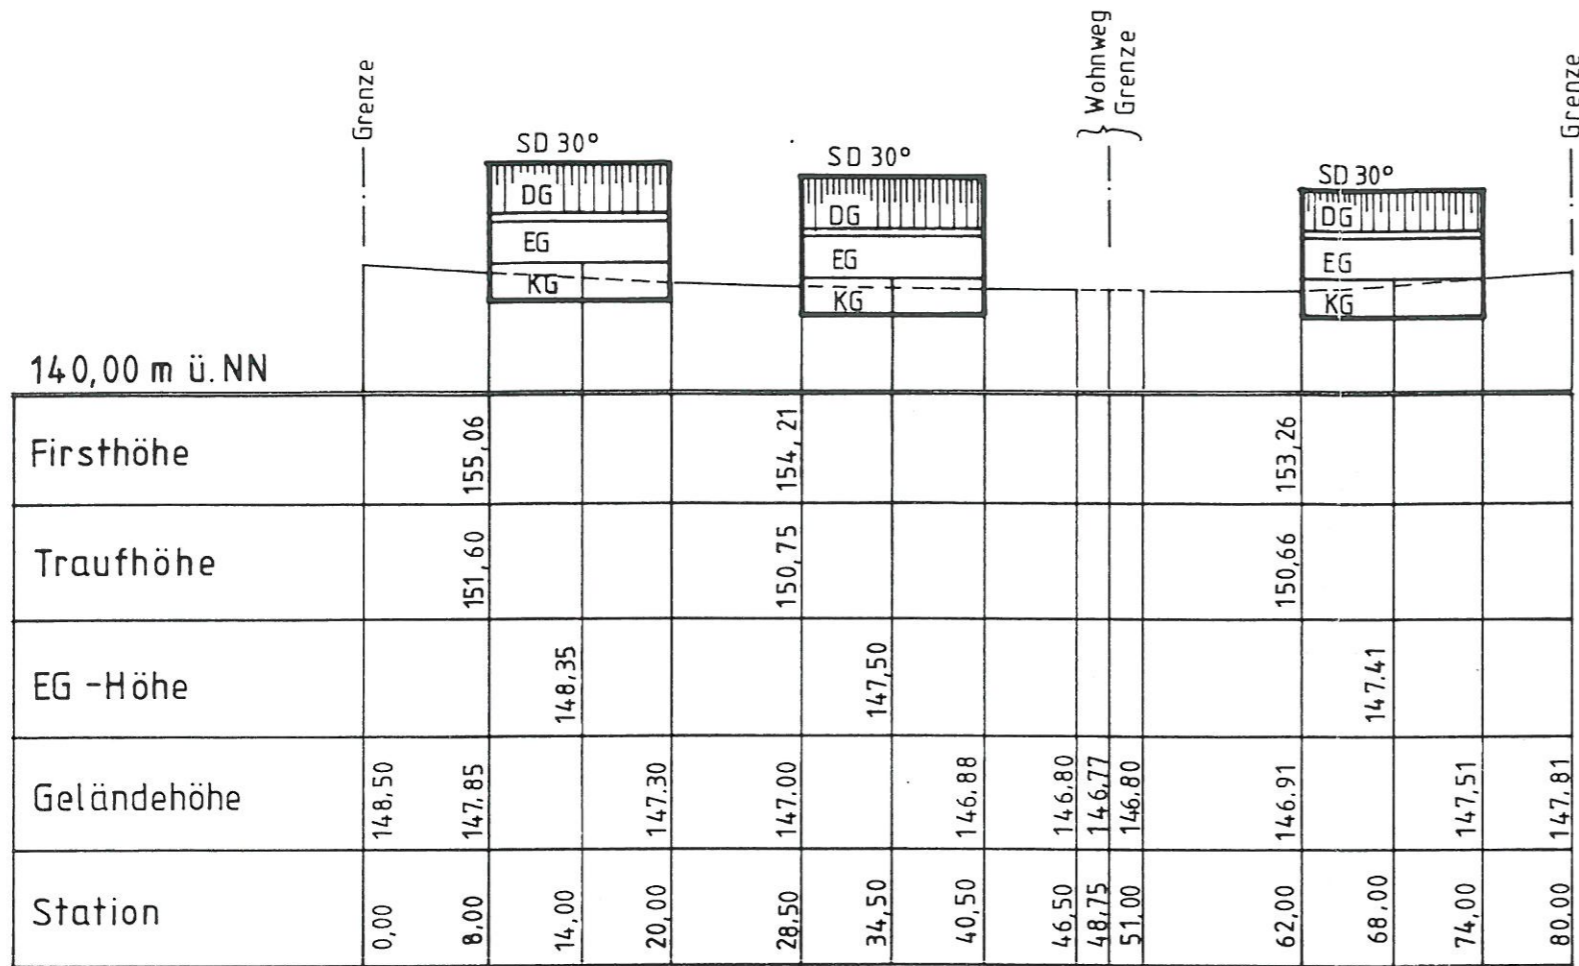 Grenze
Wohnweg
Grenze
Grenze
SD 30°
DG
EG
KG
SD 30°
DG
EG
KG
SD 30°
DG
EG
KG
140,00 m ü. NN
Firsthöhe 155,06 154,21 153,26
Traufhöhe 151,60 150,75 150,66
EG -Höhe 148,35 147,50 147.41
Geländehöhe 148,50 147,85 147.30 147.00 146,88 146,80 146,77 146,80 146,91 147,51 147,81
Station 0,00 8,00 14,00 20,00 28,50 34,50 40,50 46,50 48,75 51,00 62,00 68,00 74,00 80,00